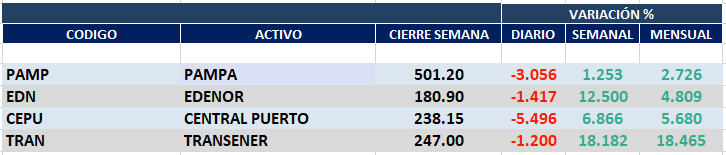 VARIACIÓN %
CODIGO ACTIVO CIERRE SEMANA DIARIO SEMANAL MENSUAL
PAMP PAMPA 501.20 -3.056 1.253 2.726
EDN EDENOR 180.90 -1.417 12.500 4.809
CEPU CENTRAL PUERTO 238.15 -5.496 6.866 5.680
TRAN TRANSENER 247.00 -1.200 18.182 18.465